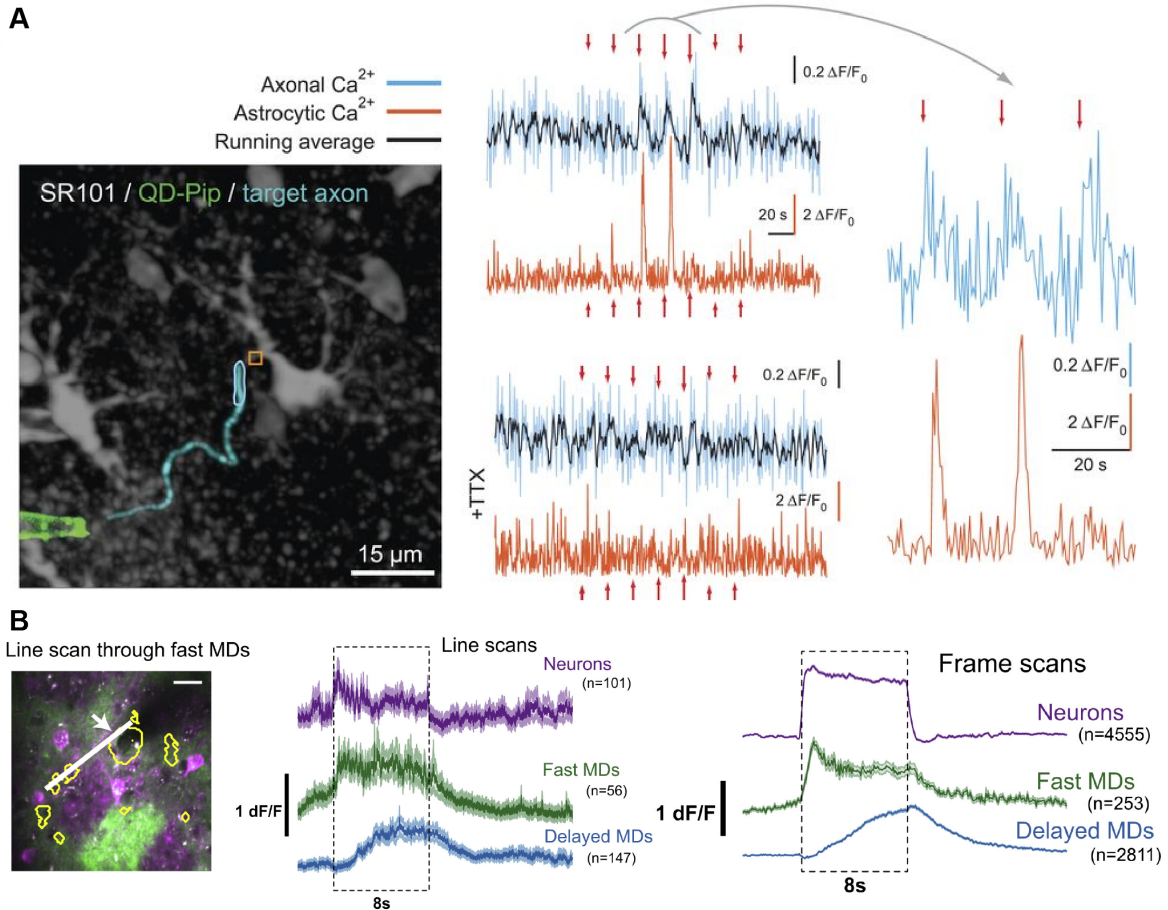 A
Axonal Ca2+
Astrocytic Ca2+
Running average
SR101 / QD-Pip / target axon
15 µm
0.2 ΔF/F0
20 s
2 ΔF/F0
+TTX
0.2 ΔF/F0
2 ΔF/F0
0.2 ΔF/F0
2 ΔF/F0
20 s
B
Line scan through fast MDs
Line scans
Neurons
(n=101)
Fast MDs
(n=56)
Delayed MDs
(n=147)
1 dF/F
8s
Frame scans
Neurons
(n=4555)
Fast MDs
(n=253)
Delayed MDs
(n=2811)
1 dF/F
8s